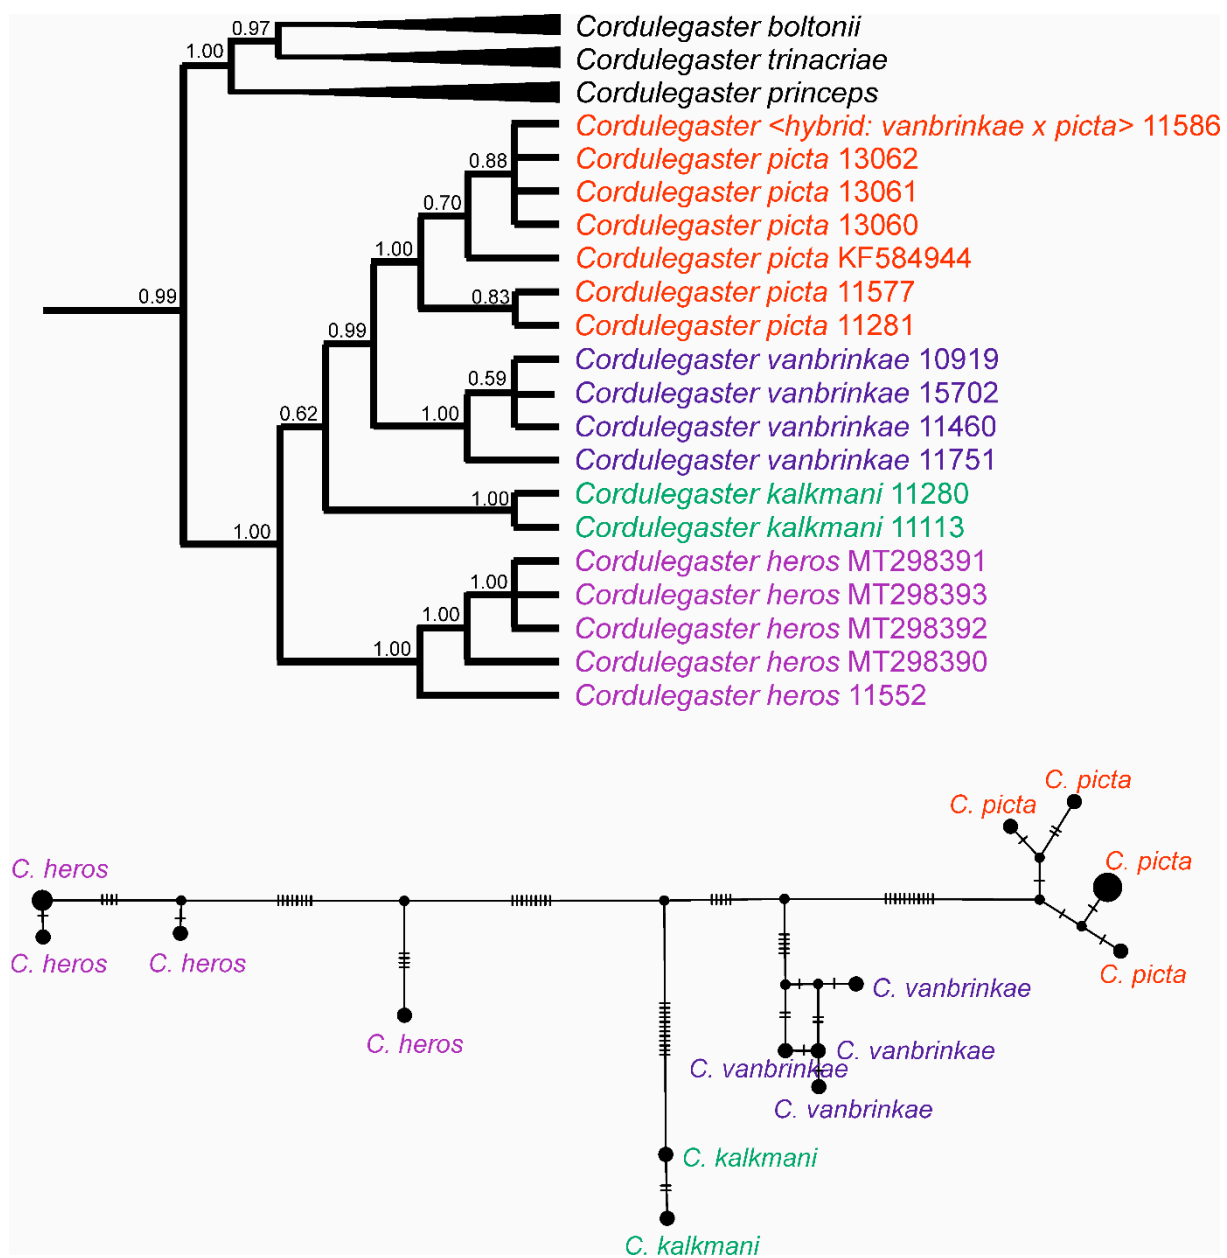 0.97
Cordulegaster boltonii
1.00
Cordulegaster trinacriae
Cordulegaster princeps
Cordulegaster <hybrid: vanbrinkae x picta> 11586
0.88
Cordulegaster picta 13062
Cordulegaster picta 13061
0.70
Cordulegaster picta 13060
1.00
Cordulegaster picta KF584944
0.99
0.83
Cordulegaster picta 11577
Cordulegaster picta 11281
0.99
Cordulegaster vanbrinkae 10919
0.59
Cordulegaster vanbrinkae 15702
0.62
1.00
Cordulegaster vanbrinkae 11460
Cordulegaster vanbrinkae 11751
1.00
Cordulegaster kalkmani 11280
1.00
Cordulegaster kalkmani 11113
Cordulegaster heros MT298391
1.00
Cordulegaster heros MT298393
1.00
Cordulegaster heros MT298392
1.00
Cordulegaster heros MT298390
Cordulegaster heros 11552
C. picta
C. picta
C. heros
C. picta
C. heros
C. heros
C. picta
C. vanbrinkae
C. heros
C. vanbrinkae
C. vanbrinkae
C. vanbrinkae
C. kalkmani
C. kalkmani